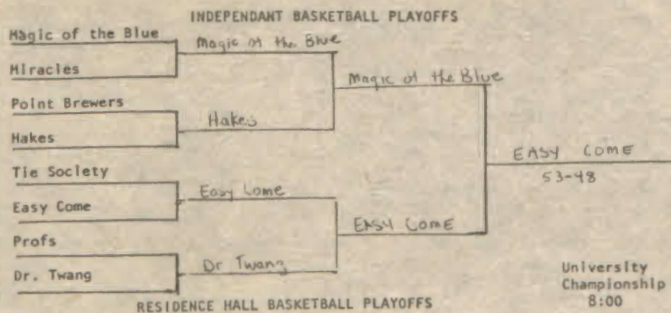 INDEPENDANT BASKETBALL PLAYOFFS
Magic of the Blue
Magic of the Blue
Miracles
Magic of the Blue
Point Brewers
Hakes
Hakes
EASY COME
53-48
Tie Society
Easy Come
Easy Come
EASY COME
Profs
Dr Twang
Dr. Twang
University
Championship
8:00
RESIDENCE HALL BASKETBALL PLAYOFFS